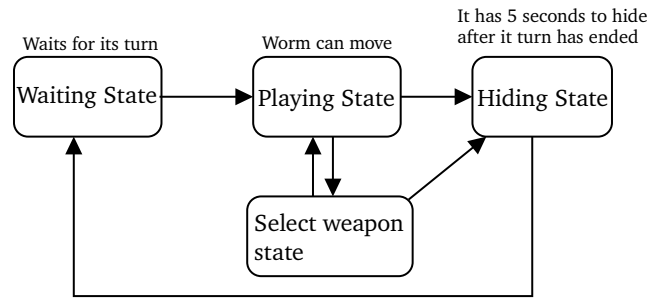 It has 5 seconds to hide
after it turn has ended
Waits for its turn
Worm can move
Waiting State
Playing State
Hiding State
Select weapon
state